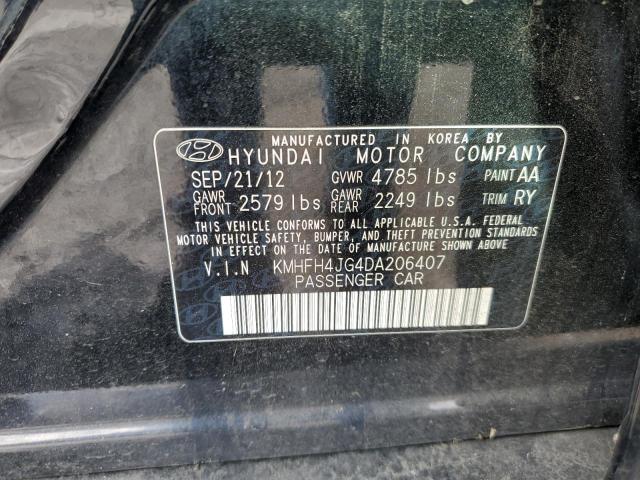 MANUFACTURED IN KOREA BY
HYUNDAI MOTOR COMPANY
SEP/21/12 GVWR 4785 lbs PAINT AA
GAWR FRONT 2579 lbs GAWR REAR 2249 lbs TRIM RY
THIS VEHICLE CONFORMS TO ALL APPLICABLE U.S.A. FEDERAL
MOTOR VEHICLE SAFETY, BUMPER, AND THEFT PREVENTION STANDARDS
IN EFFECT ON THE DATE OF MANUFACTURE SHOWN ABOVE.
V.I.N KMHFH4JG4DA206407
PASSENGER CAR